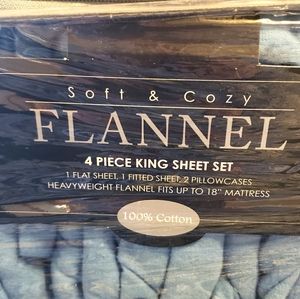 Soft & Cozy
FLANNEL
4 PIECE KING SHEET SET
1 FLAT SHEET, 1 FITTED SHEET, 2 PILLOWCASES
HEAVYWEIGHT FLANNEL FITS UP TO 18" MATTRESS
100% Cotton